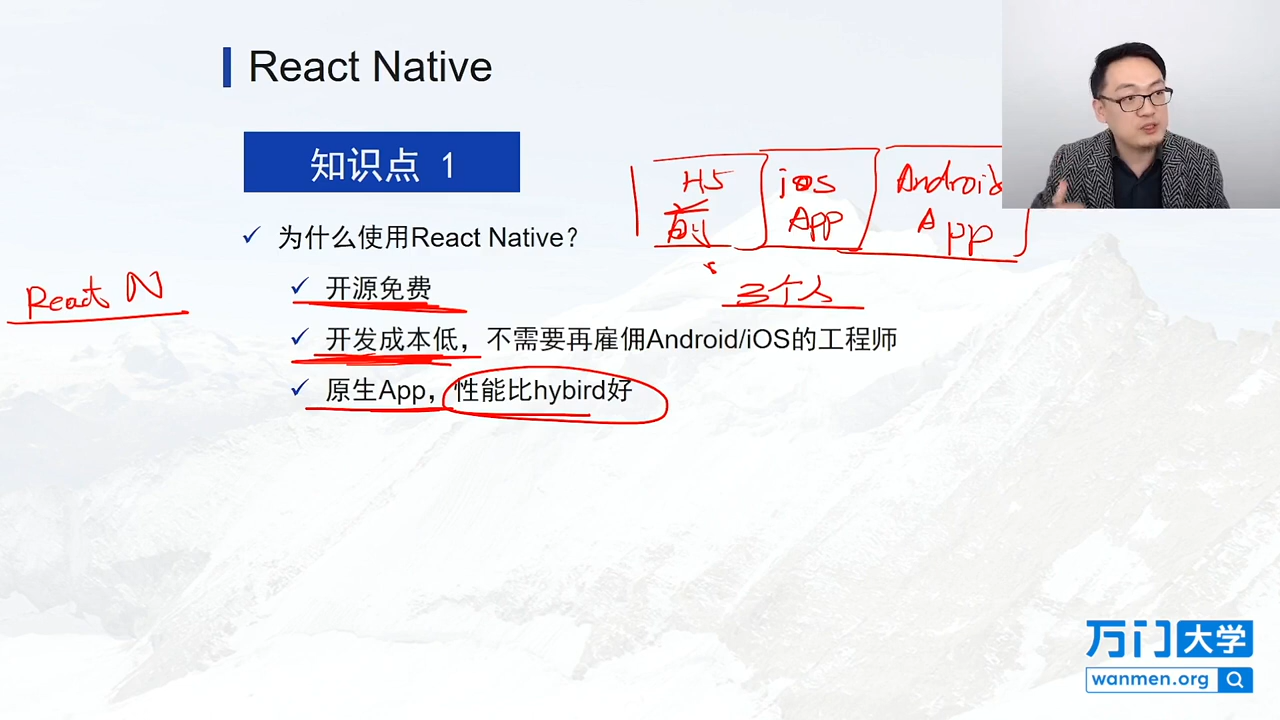 React Native
知识点 1
为什么使用React Native?
开源免费
开发成本低，不需要再雇佣Android/iOS的工程师
原生App，性能比hybird好
React N
H5 ios Android
前 App App
3个人
万门大学
wanmen.org